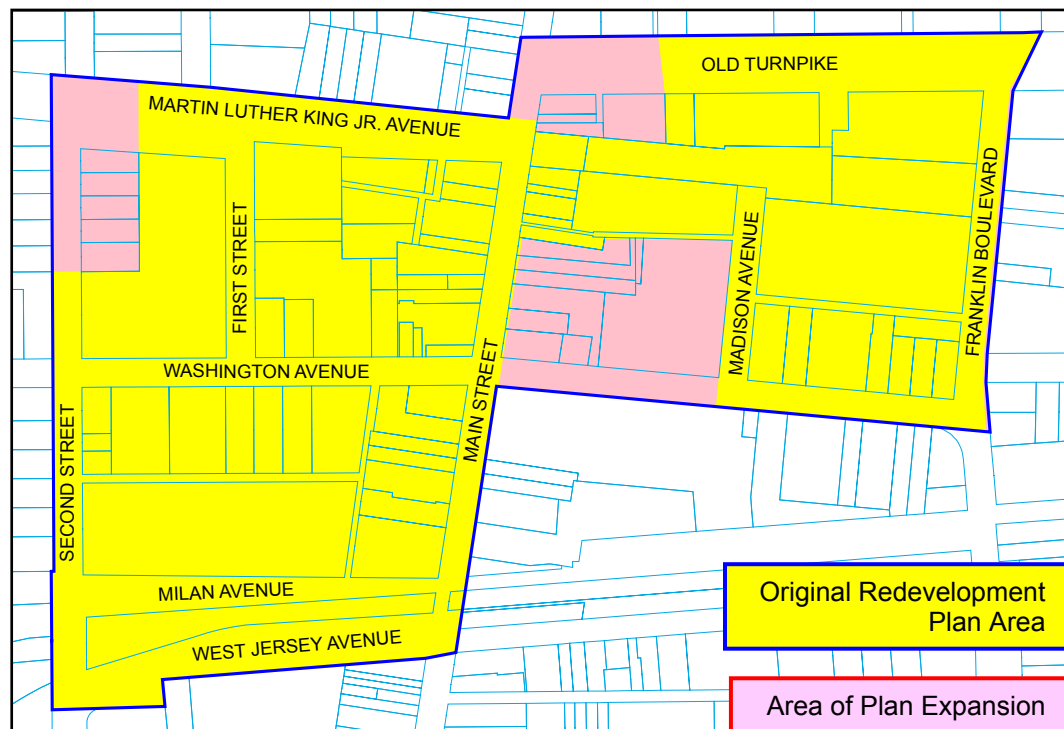 OLD TURNPIKE
MARTIN LUTHER KING JR. AVENUE
FIRST STREET
FRANKLIN BOULEVARD
MADISON AVENUE
WASHINGTON AVENUE
MAIN STREET
SECOND STREET
MILAN AVENUE
WEST JERSEY AVENUE
Original Redevelopment
Plan Area
Area of Plan Expansion